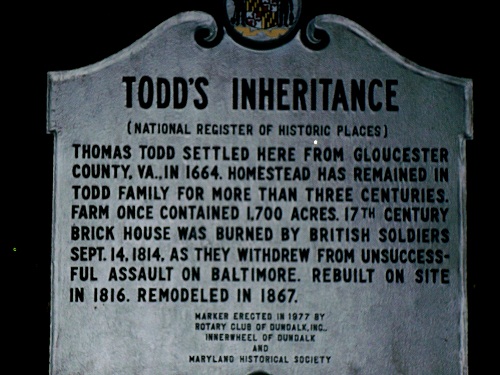 TODD'S INHERITANCE
(NATIONAL REGISTER OF HISTORIC PLACES)
THOMAS TODD SETTLED HERE FROM GLOUCESTER
COUNTY, VA., IN 1664. HOMESTEAD HAS REMAINED IN
TODD FAMILY FOR MORE THAN THREE CENTURIES.
FARM ONCE CONTAINED 1,700 ACRES. 17TH CENTURY
BRICK HOUSE WAS BURNED BY BRITISH SOLDIERS
SEPT. 14, 1814, AS THEY WITHDREW FROM UNSUCCESS-
FUL ASSAULT ON BALTIMORE. REBUILT ON SITE
IN 1816. REMODELED IN 1867.
MARKER ERECTED IN 1977 BY
ROTARY CLUB OF DUNDALK, INC.,
INNERWHEEL OF DUNDALK
AND
MARYLAND HISTORICAL SOCIETY